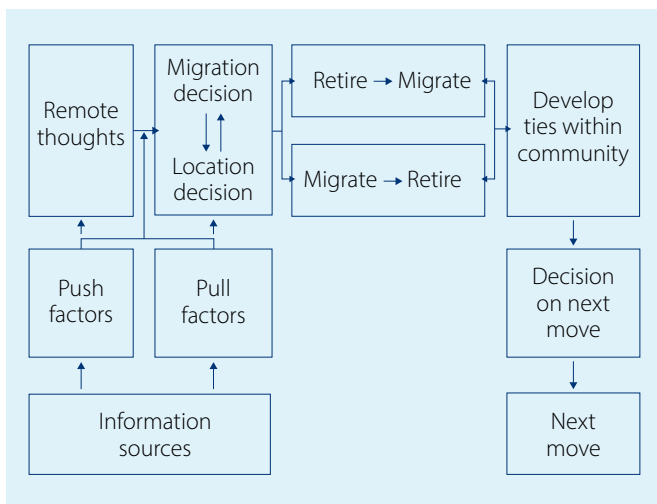 Remote
thoughts
Migration
decision
Location
decision
Retire → Migrate
Migrate → Retire
Develop
ties within
community
Push
factors
Pull
factors
Decision
on next
move
Information
sources
Next
move